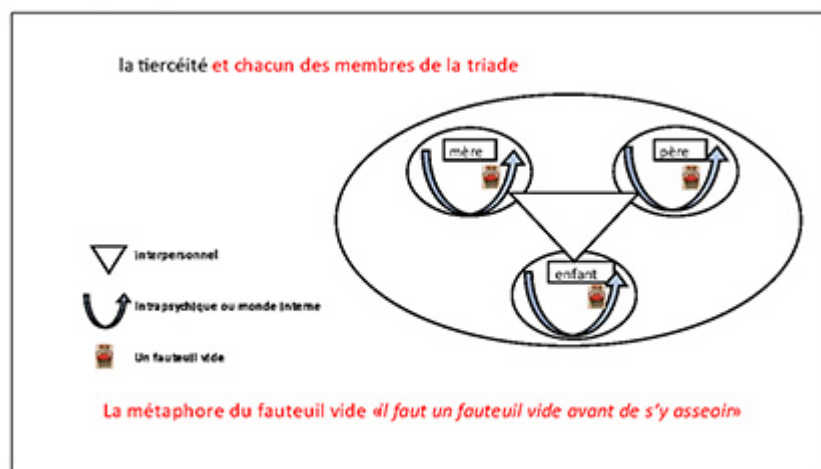 la tiercéité et chacun des membres de la triade
mère
père
enfant
Interpersonnel
Intrapsychique ou monde interne
Un fauteuil vide
La métaphore du fauteuil vide «il faut un fauteuil vide avant de s'y asseoir»